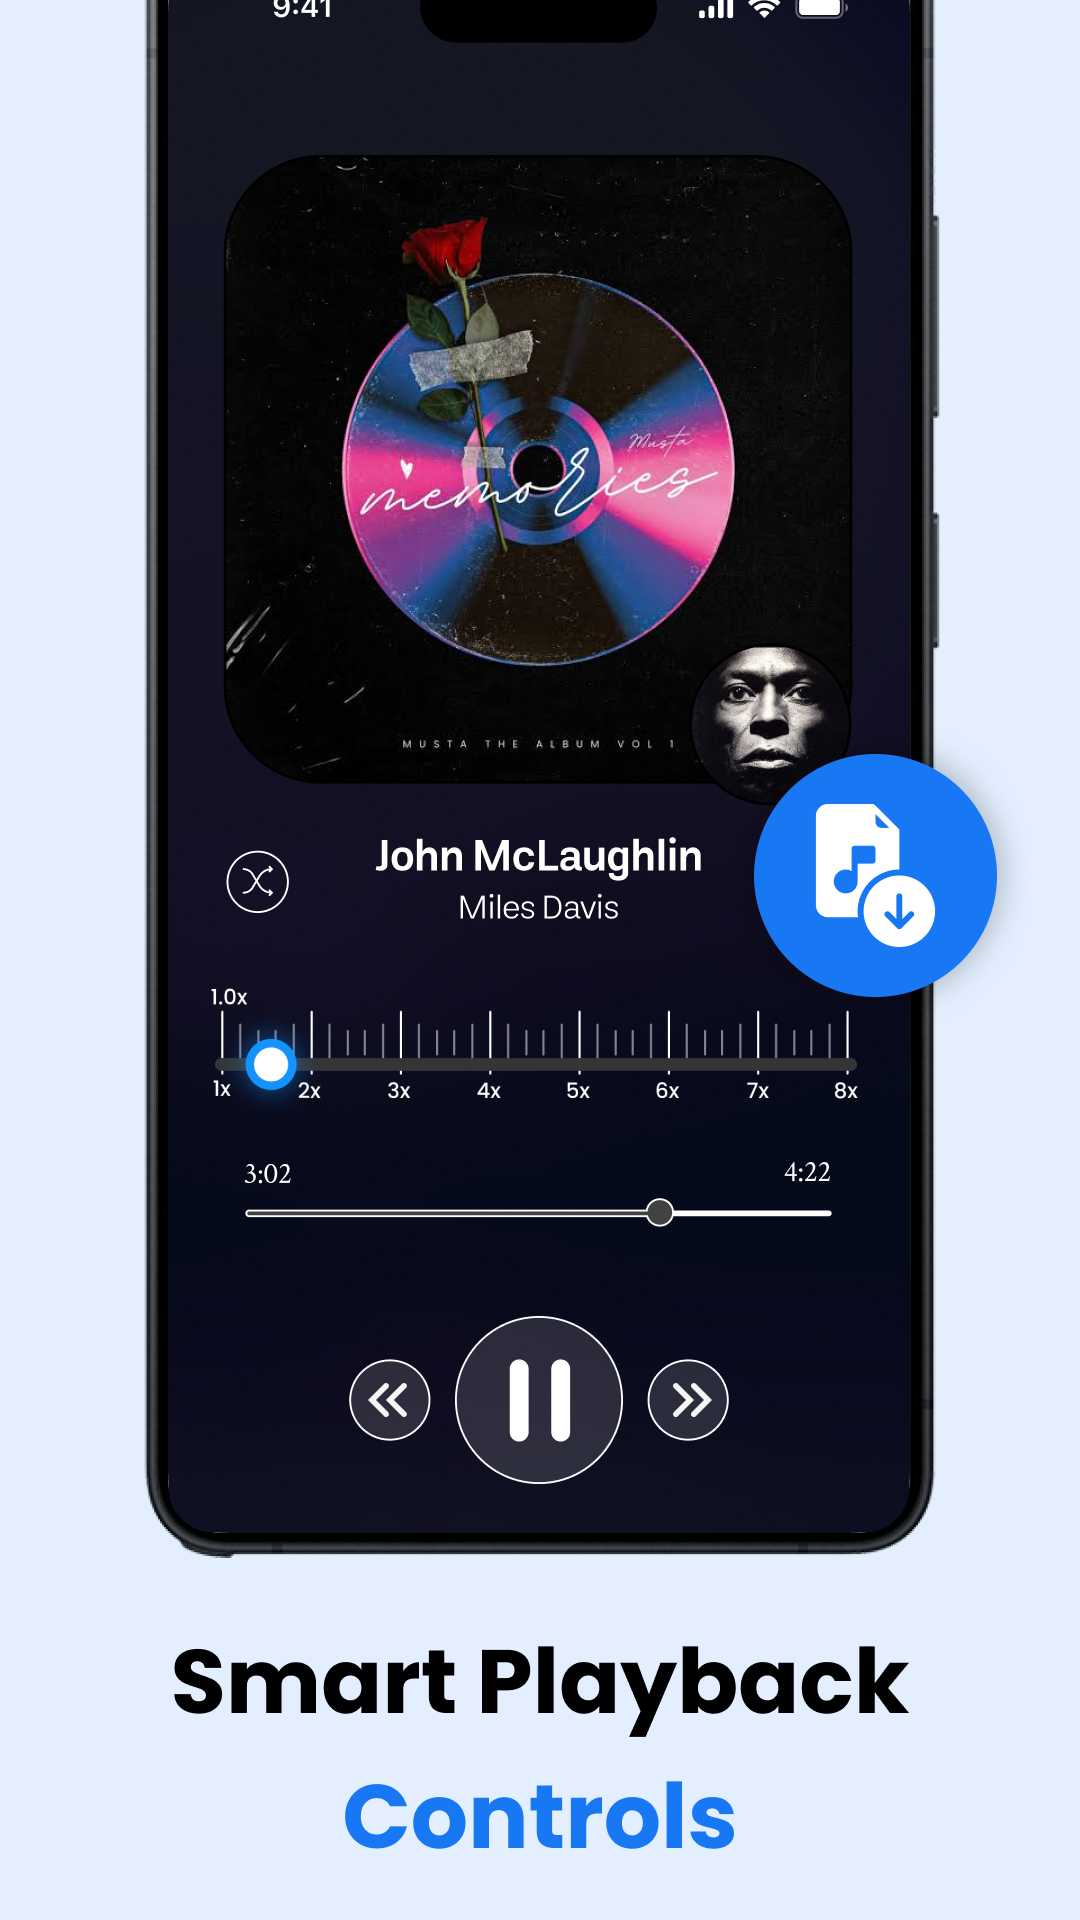 9:41
Musta
memories
MUSTA THE ALBUM VOL 1
John McLaughlin
Miles Davis
1.0x
1x 2x 3x 4x 5x 6x 7x 8x
3:02 4:22
Smart Playback
Controls